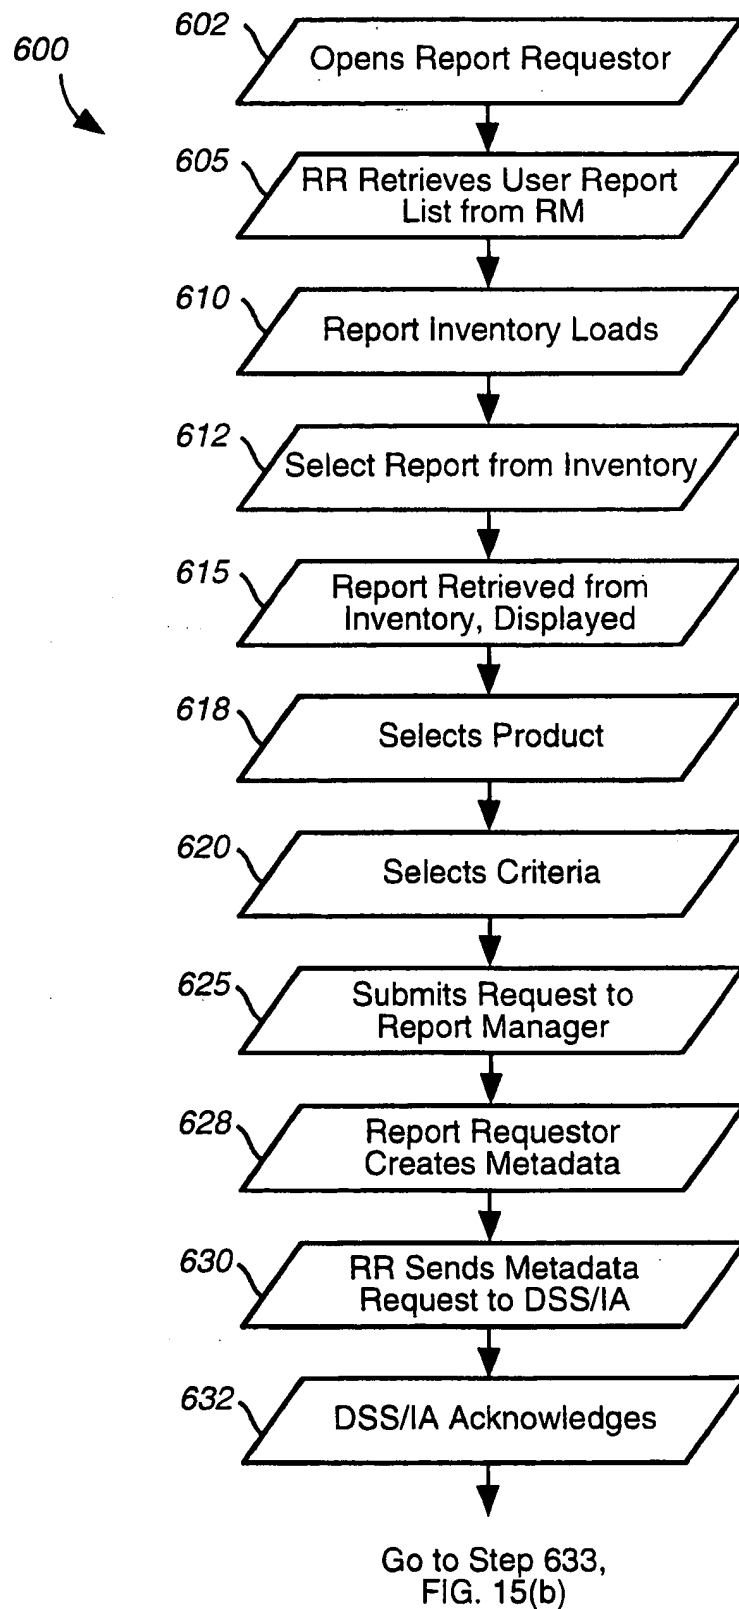 600
602
Opens Report Requestor
605
RR Retrieves User Report
List from RM
610
Report Inventory Loads
612
Select Report from Inventory
615
Report Retrieved from
Inventory, Displayed
618
Selects Product
620
Selects Criteria
625
Submits Request to
Report Manager
628
Report Requestor
Creates Metadata
630
RR Sends Metadata
Request to DSS/IA
632
DSS/IA Acknowledges
Go to Step 633,
FIG. 15(b)